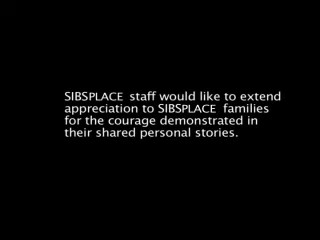 SIBSPLACE staff would like to extend
appreciation to SIBSPLACE families
for the courage demonstrated in
their shared personal stories.